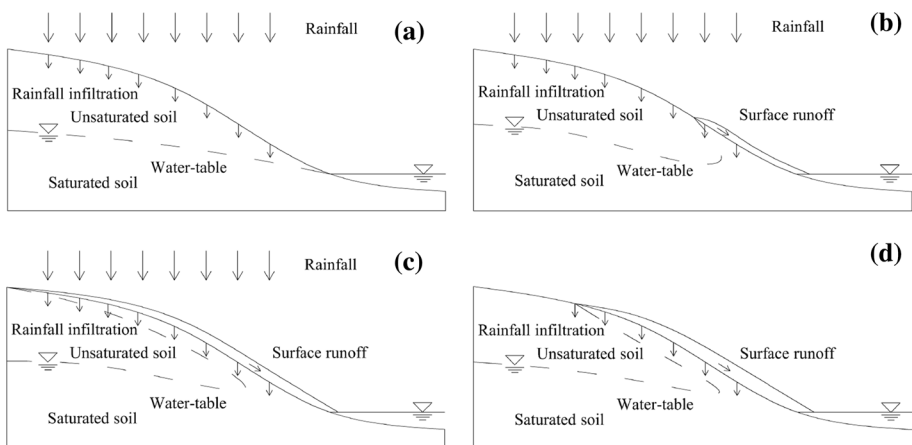 Rainfall
(a)
Rainfall infiltration
Unsaturated soil
Water-table
Saturated soil
Rainfall
(b)
Rainfall infiltration
Unsaturated soil
Surface runoff
Water-table
Saturated soil
Rainfall
(c)
Rainfall infiltration
Unsaturated soil
Surface runoff
Water-table
Saturated soil
(d)
Rainfall infiltration
Unsaturated soil
Surface runoff
Water-table
Saturated soil